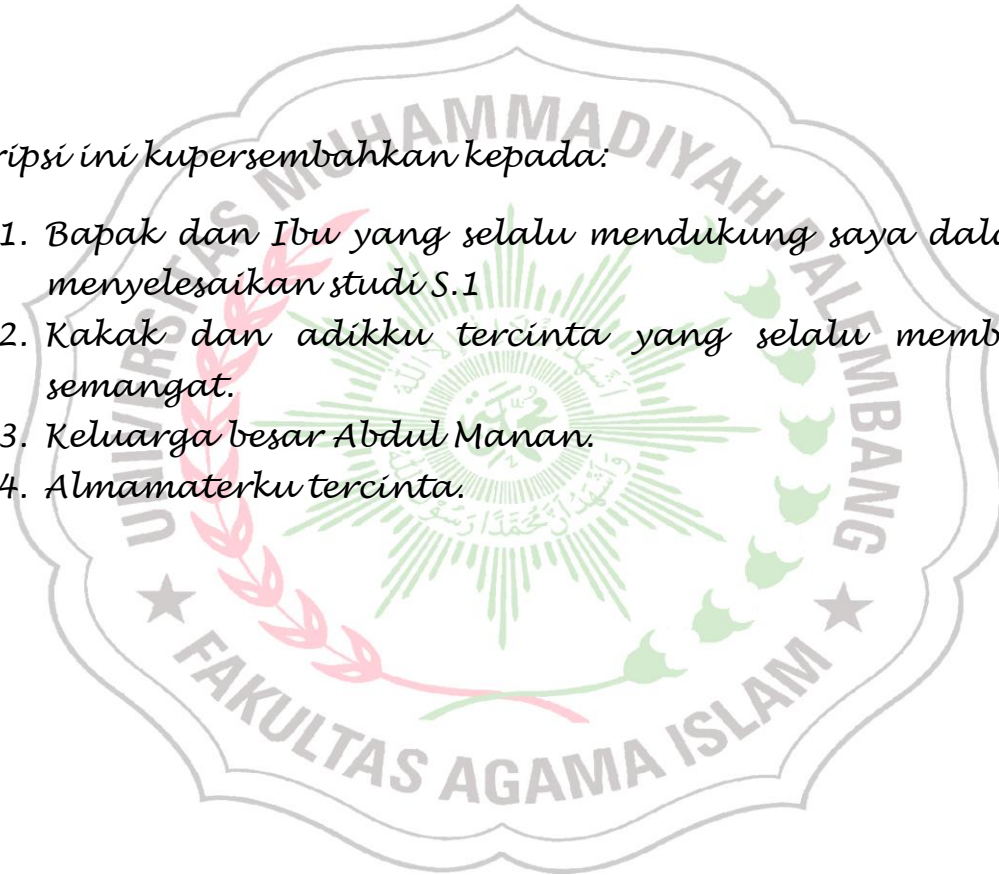 ripsi ini kupersembahkan kepada:
1. Bapak dan Ibu yang selalu mendukung saya dala
menyelesaikan studi S.1
2. Kakak dan adikku tercinta yang selalu memb
semangat.
3. Keluarga besar Abdul Manan.
4. Almamaterku tercinta.
UNIVERSITAS MUHAMMADIYAH PALEMBANG
FAKULTAS AGAMA ISLAM